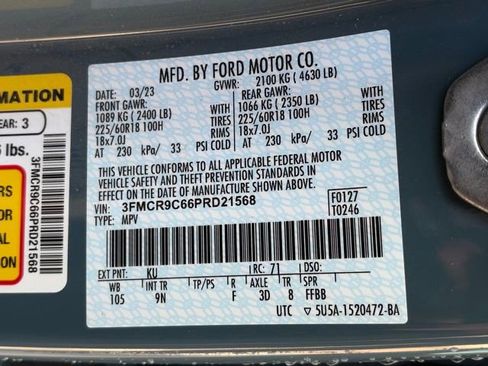 MFD. BY FORD MOTOR CO.
DATE: 03/23 GVWR: 2100 KG ( 4630 LB)
FRONT GAWR: REAR GAWR:
1089 KG ( 2400 LB) WITH 1066 KG ( 2350 LB) WITH
225/60R18 100H TIRES 225/60R18 100H TIRES
18x7.0J RIMS 18x7.0J RIMS
AT 230 kPa/ 33 PSI COLD AT 230 kPa/ 33 PSI COLD
THIS VEHICLE CONFORMS TO ALL APPLICABLE FEDERAL MOTOR
VEHICLE SAFETY AND BUMPER STANDARDS IN EFFECT ON THE DATE OF
MANUFACTURE SHOWN ABOVE.
VIN: 3FMCR9C66PRD21568 F0127
TYPE: MPV T0246
EXT PNT: KU RC: 71 DSO:
WB INT TR TP/PS R AXLE TR SPR
105 9N F 3D 8 FFBB
UTC ▽ 5U5A-1520472-BA
RMATION
EAR: 3
lbs.
ERS
S
OR
N
3FMCR9C66PRD21568